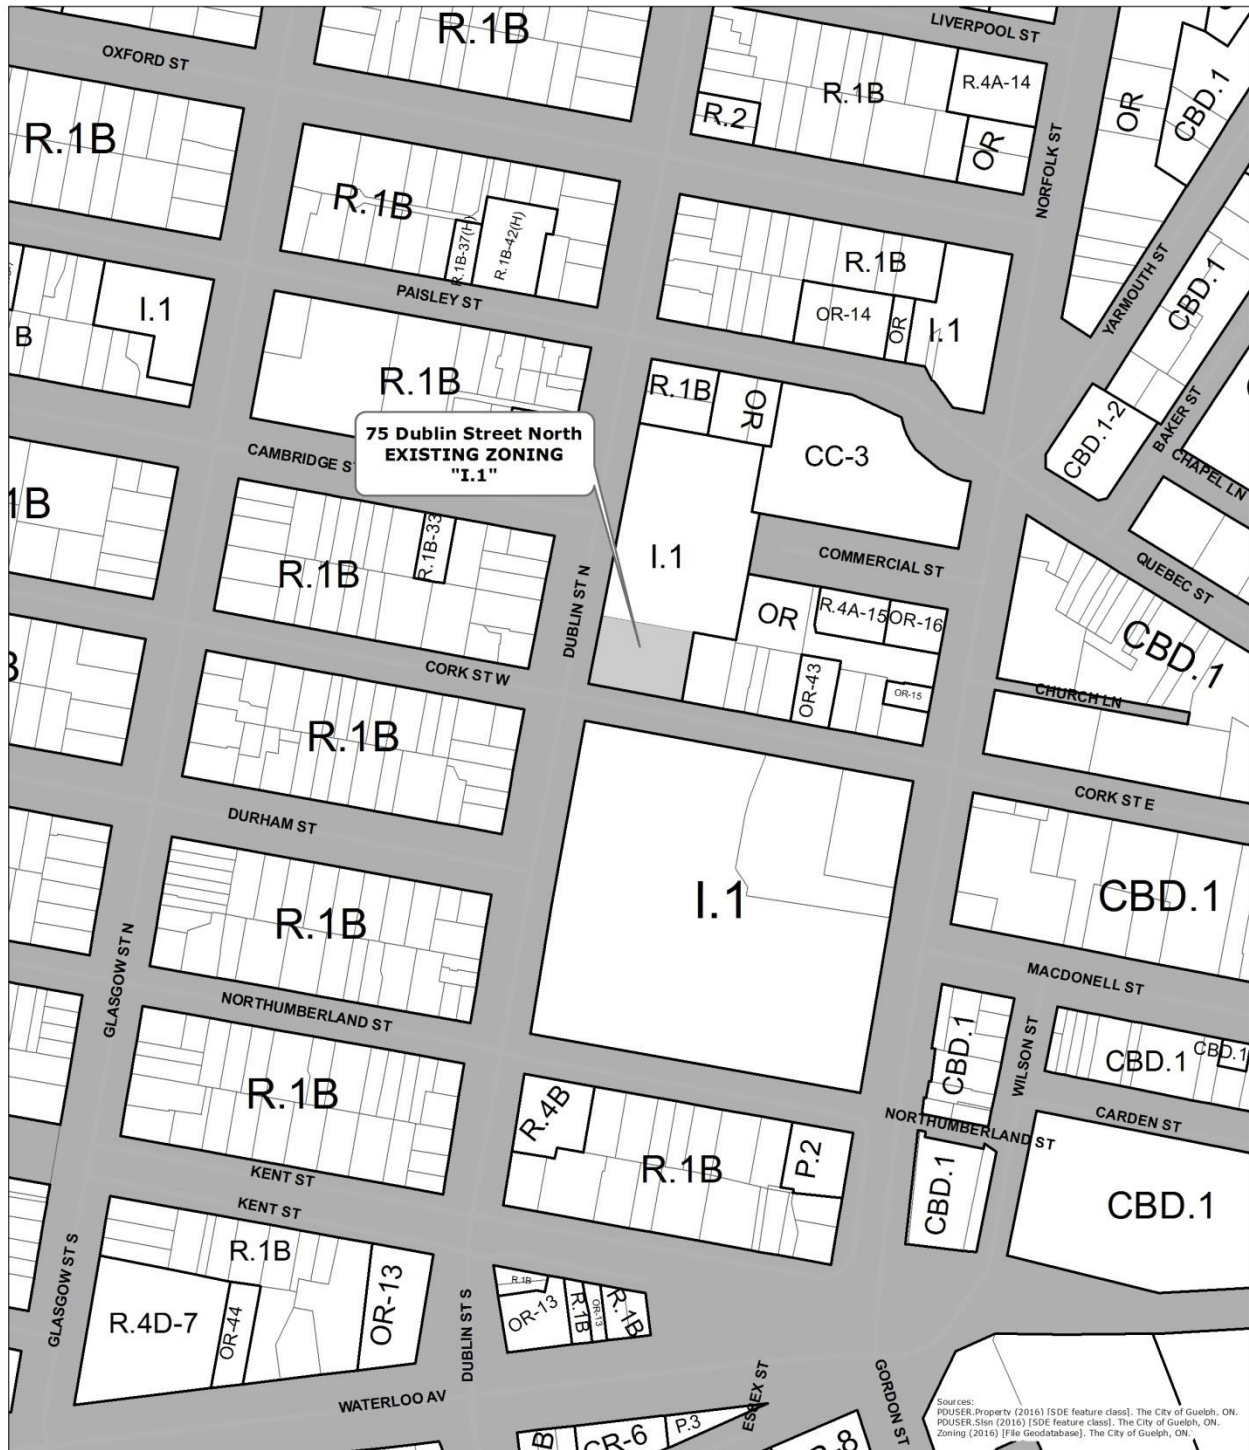 LIVERPOOL ST
R.1B
OXFORD ST
R.1B
R.4A-14
OR
CBD.1
R.2
OR
R.1B
R.1B
NORFOLK ST
R.1B-37(H)
R.1B-42(H)
R.1B
YARMOUTH ST
CBD.1
PAISLEY ST
I.1
OR-14
OR
I.1
B
R.1B
R.1B
OR
CC-3
CBD.1-2
BAKER ST
CHAPEL LN
75 Dublin Street North
EXISTING ZONING
"I.1"
CAMBRIDGE S
1B
R.1B-33
R.1B
I.1
COMMERCIAL ST
QUEBEC ST
DUBLIN ST N
OR
R.4A-15
OR-16
CBD.1
CORK ST W
OR-43
OR-15
CHURCH LN
R.1B
CORK ST E
DURHAM ST
I.1
CBD.1
R.1B
MACDONELL ST
GLASGOW ST N
NORTHUMBERLAND ST
CBD.1
WILSON ST
CBD.1
CBD.1
R.1B
R.4B
NORTHUMBERLAND ST
CARDEN ST
R.1B
P.2
KENT ST
CBD.1
CBD.1
KENT ST
R.1B
OR-13
R.1B
OR-13
R.1B
OR-13
R.1B
R.4D-7
OR-44
GLASGOW ST S
DUBLIN ST S
WATERLOO AV
ESSEX ST
GORDON ST
B
CR-6
P.3
-8
Sources:
PDUSER.Property (2016) [SDE feature class]. The City of Guelph, ON.
PDUSER.Slsn (2016) [SDE feature class]. The City of Guelph, ON.
Zoning (2016) [File Geodatabase]. The City of Guelph, ON.